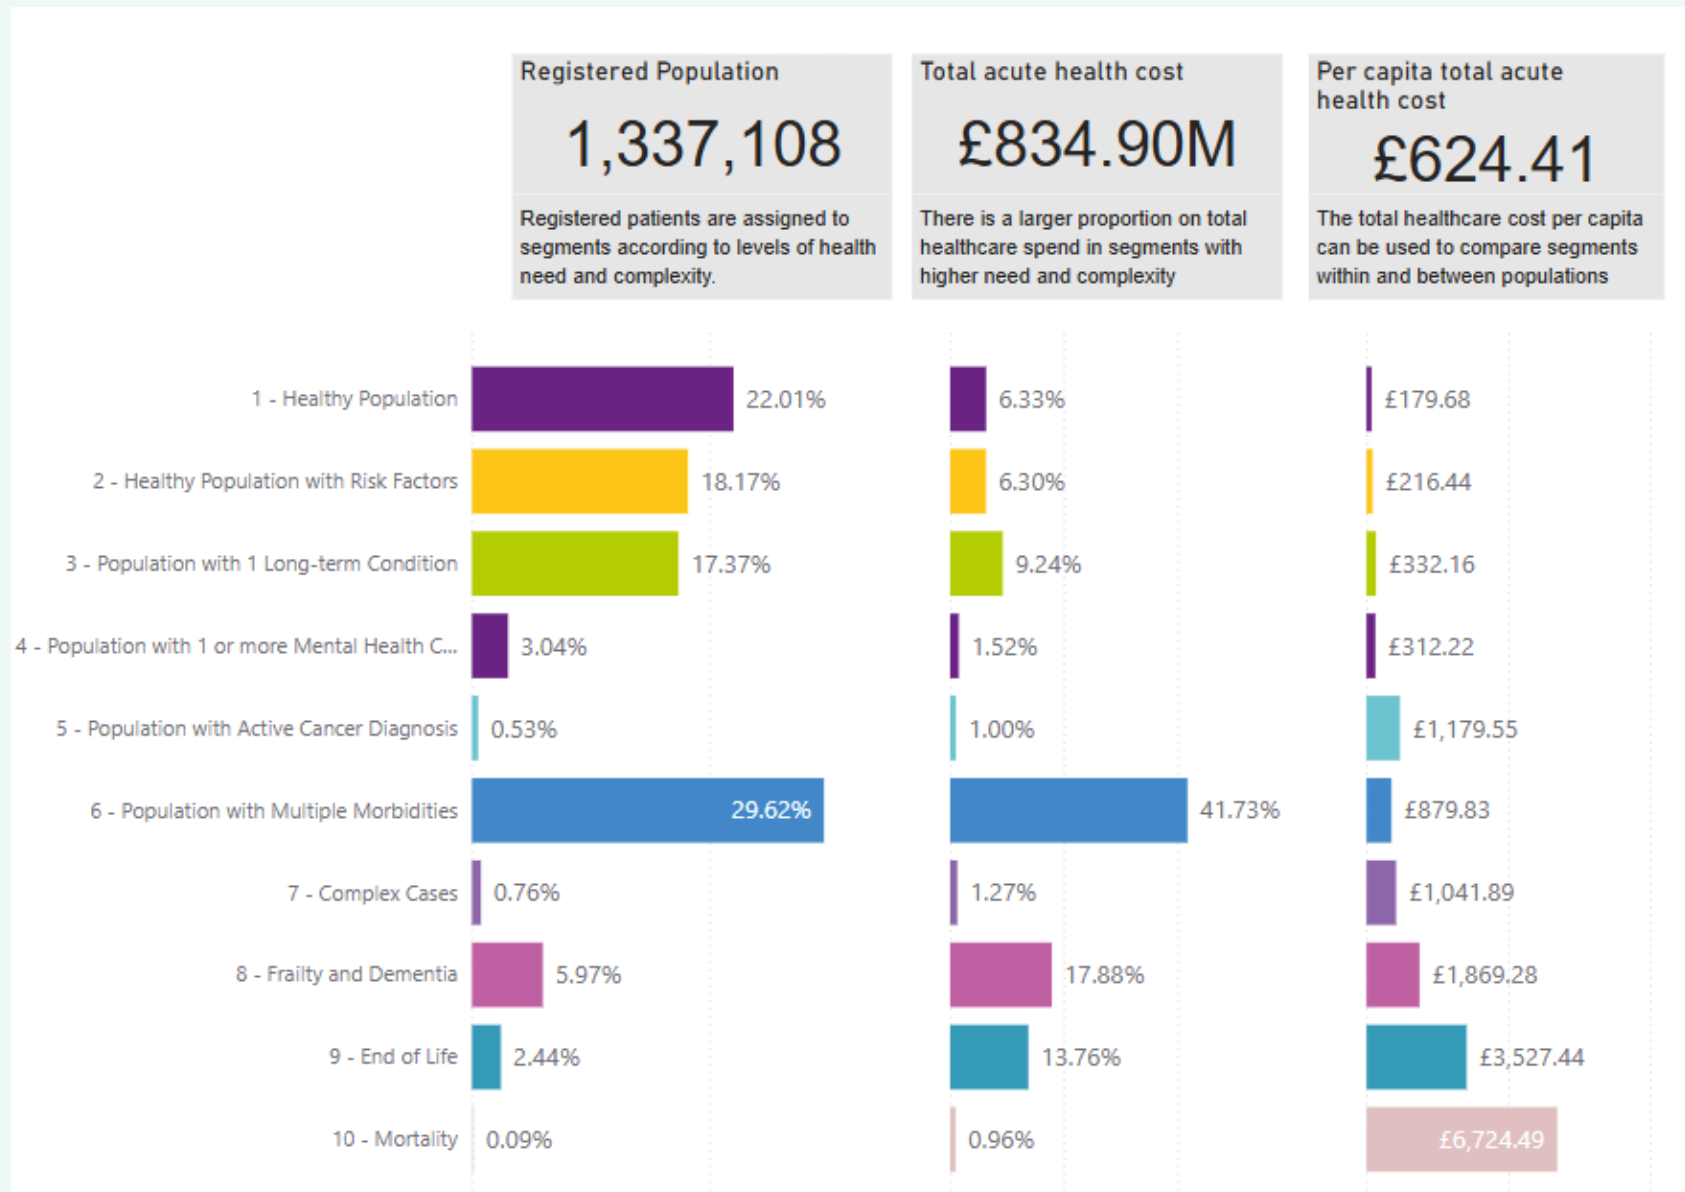 Registered Population
1,337,108
Registered patients are assigned to
segments according to levels of health
need and complexity.
Total acute health cost
£834.90M
There is a larger proportion on total
healthcare spend in segments with
higher need and complexity
Per capita total acute
health cost
£624.41
The total healthcare cost per capita
can be used to compare segments
within and between populations
1 - Healthy Population 22.01% 6.33% £179.68
2 - Healthy Population with Risk Factors 18.17% 6.30% £216.44
3 - Population with 1 Long-term Condition 17.37% 9.24% £332.16
4 - Population with 1 or more Mental Health C... 3.04% 1.52% £312.22
5 - Population with Active Cancer Diagnosis 0.53% 1.00% £1,179.55
6 - Population with Multiple Morbidities 29.62% 41.73% £879.83
7 - Complex Cases 0.76% 1.27% £1,041.89
8 - Frailty and Dementia 5.97% 17.88% £1,869.28
9 - End of Life 2.44% 13.76% £3,527.44
10 - Mortality 0.09% 0.96% £6,724.49